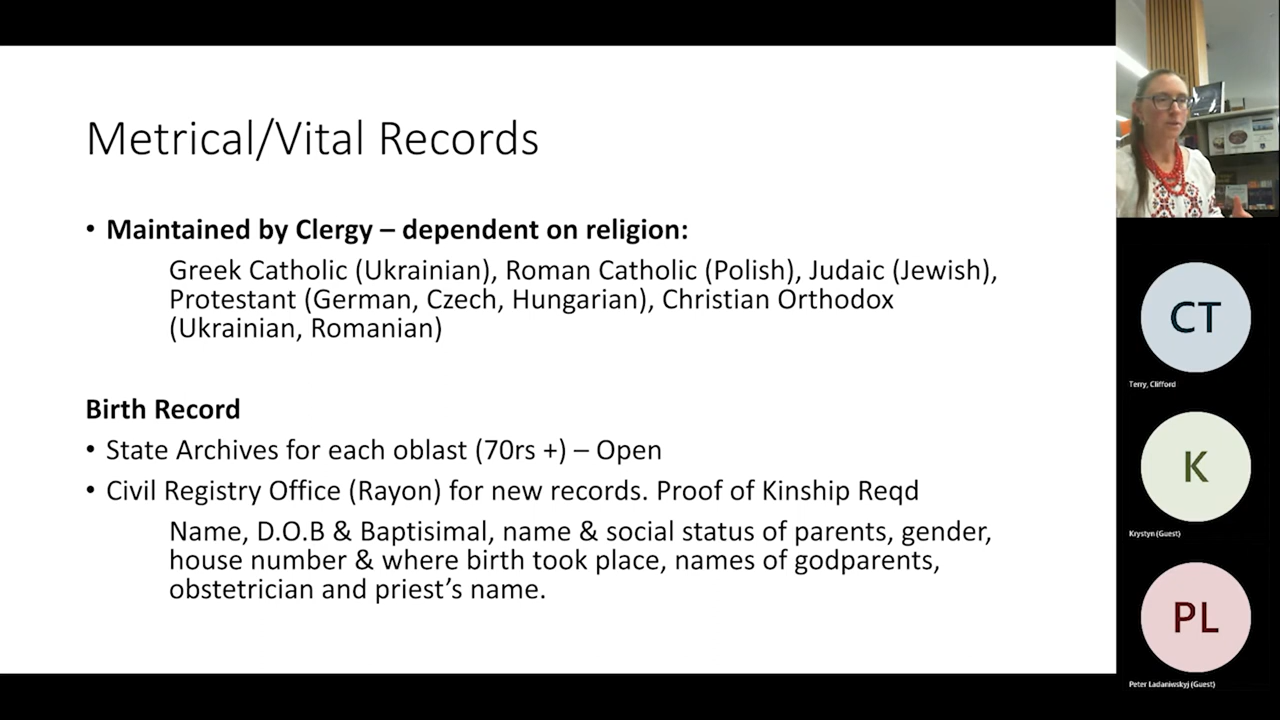 Metrical/Vital Records
• Maintained by Clergy – dependent on religion:
Greek Catholic (Ukrainian), Roman Catholic (Polish), Judaic (Jewish),
Protestant (German, Czech, Hungarian), Christian Orthodox
(Ukrainian, Romanian)
Birth Record
• State Archives for each oblast (70rs +) – Open
• Civil Registry Office (Rayon) for new records. Proof of Kinship Reqd
Name, D.O.B & Baptisimal, name & social status of parents, gender,
house number & where birth took place, names of godparents,
obstetrician and priest’s name.
CT
Terry, Clifford
K
Krystyn (Guest)
PL
Peter Ladaniwskyj (Guest)